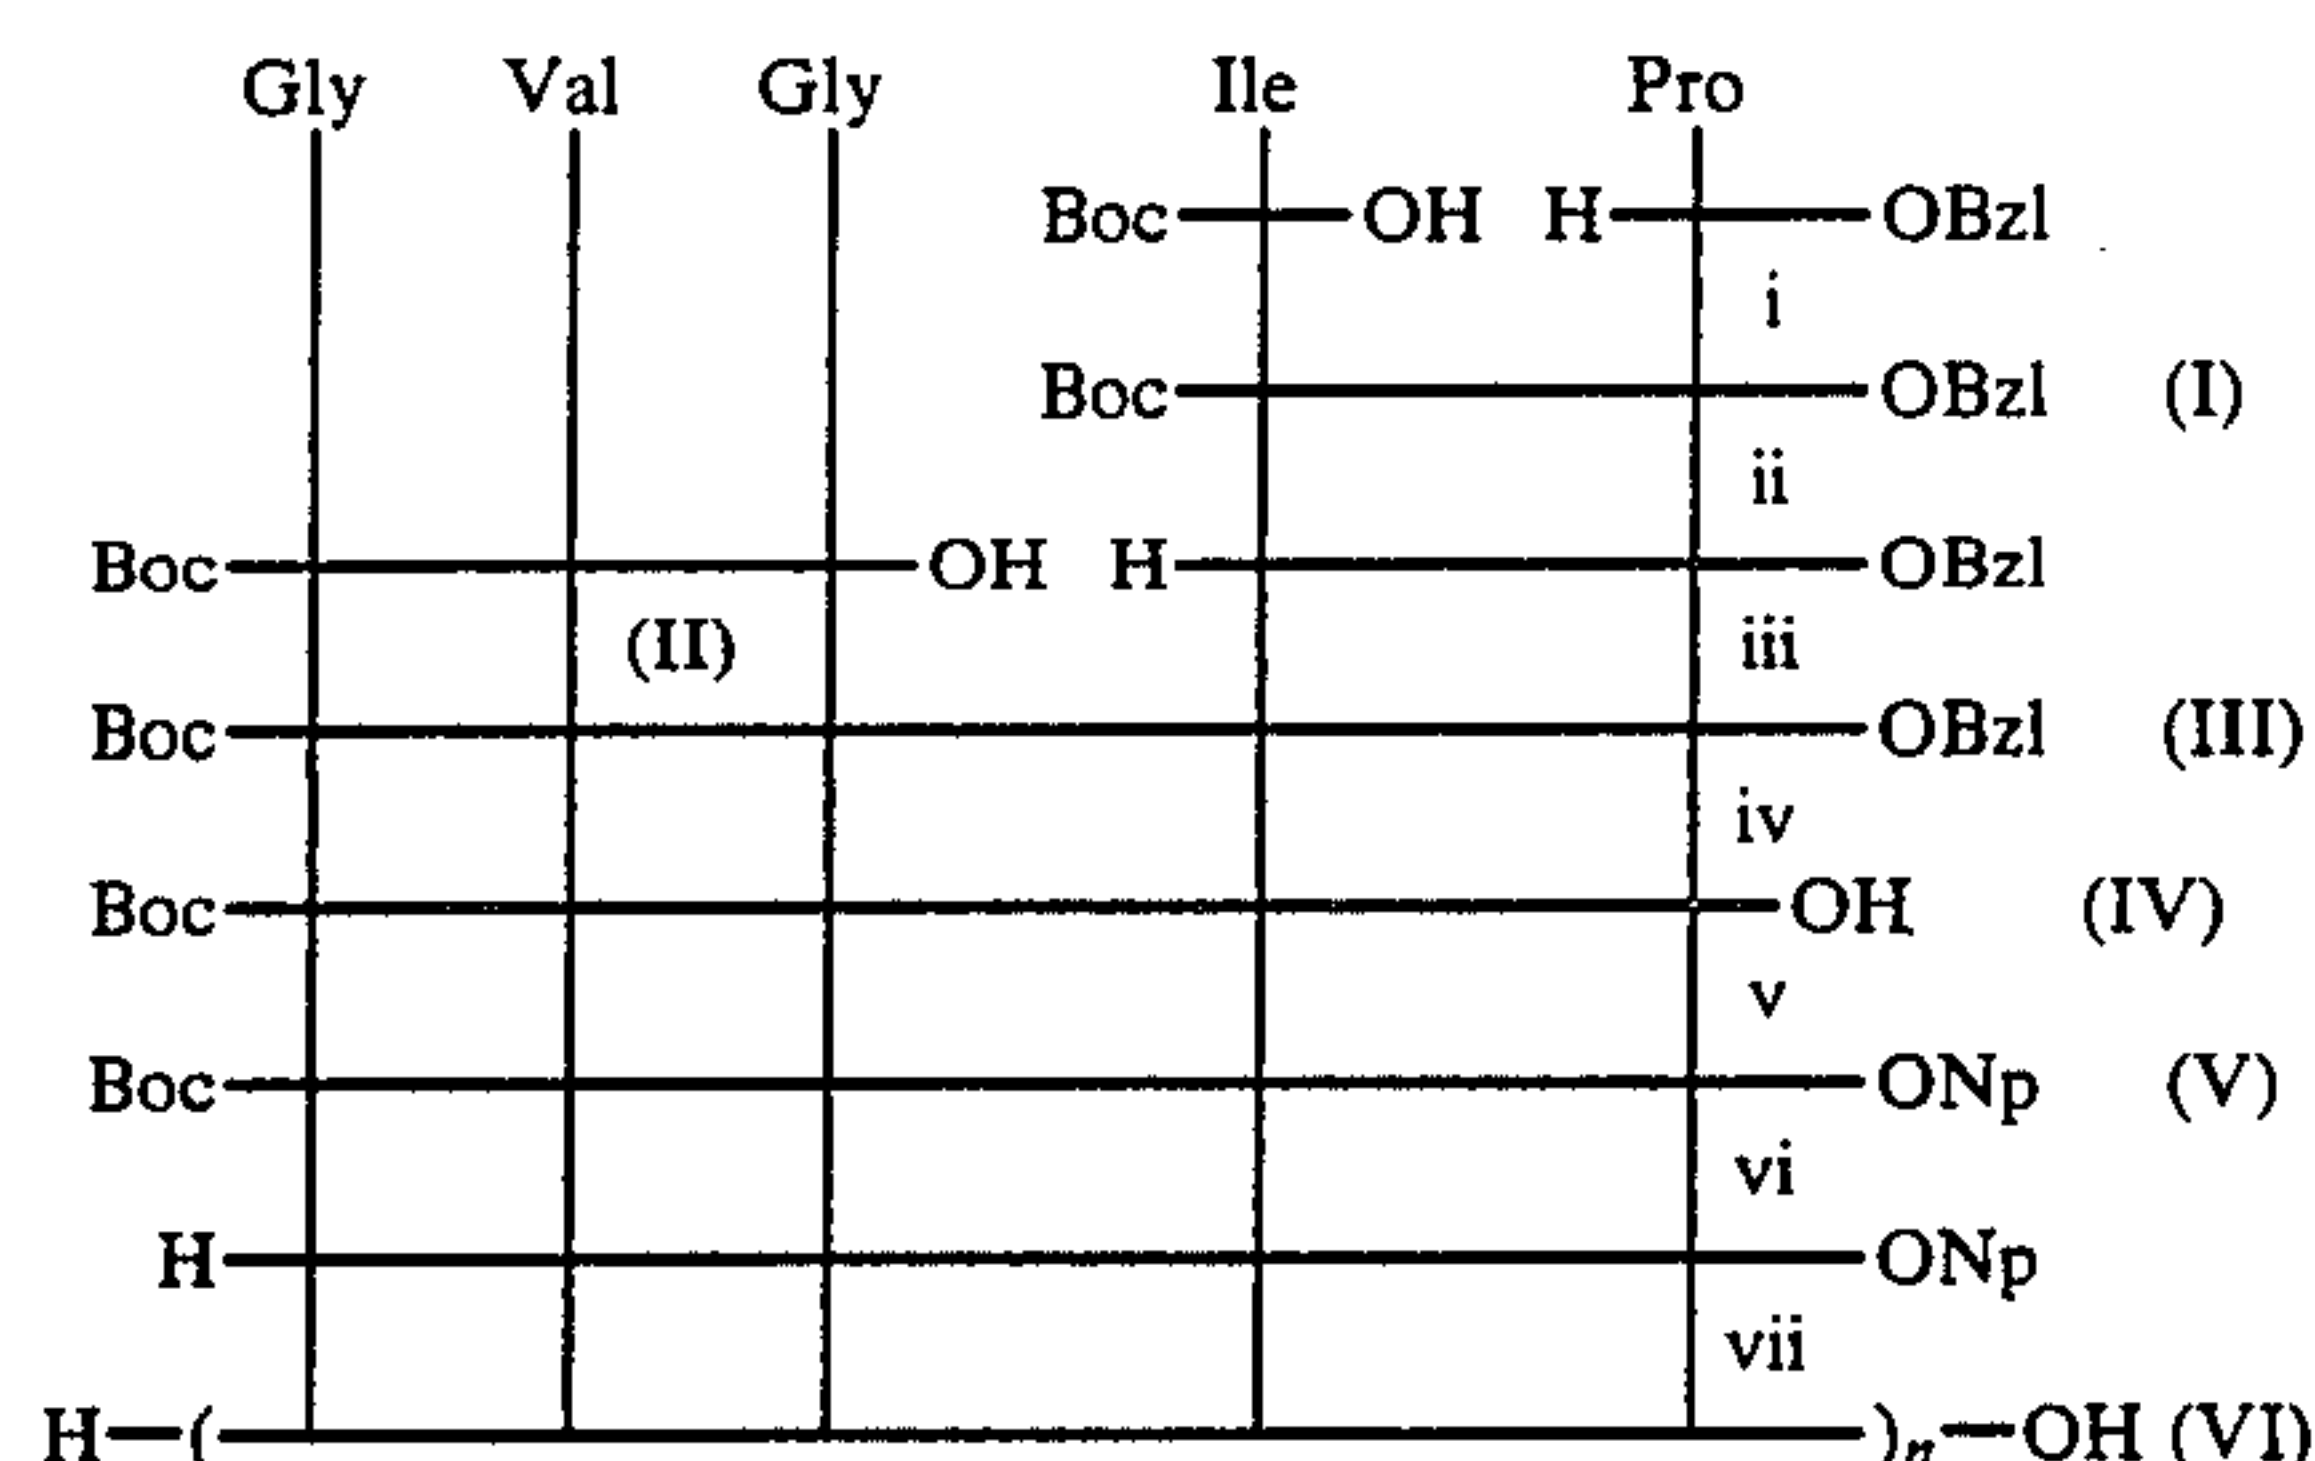 Gly Val Gly Ile Pro
Boc OH H OBzl
i
Boc OBzl (I)
ii
Boc OH H OBzl
(II) iii
Boc OBzl (III)
iv
Boc OH (IV)
v
Boc ONp (V)
vi
H ONp
vii
H—( )n—OH (VI)